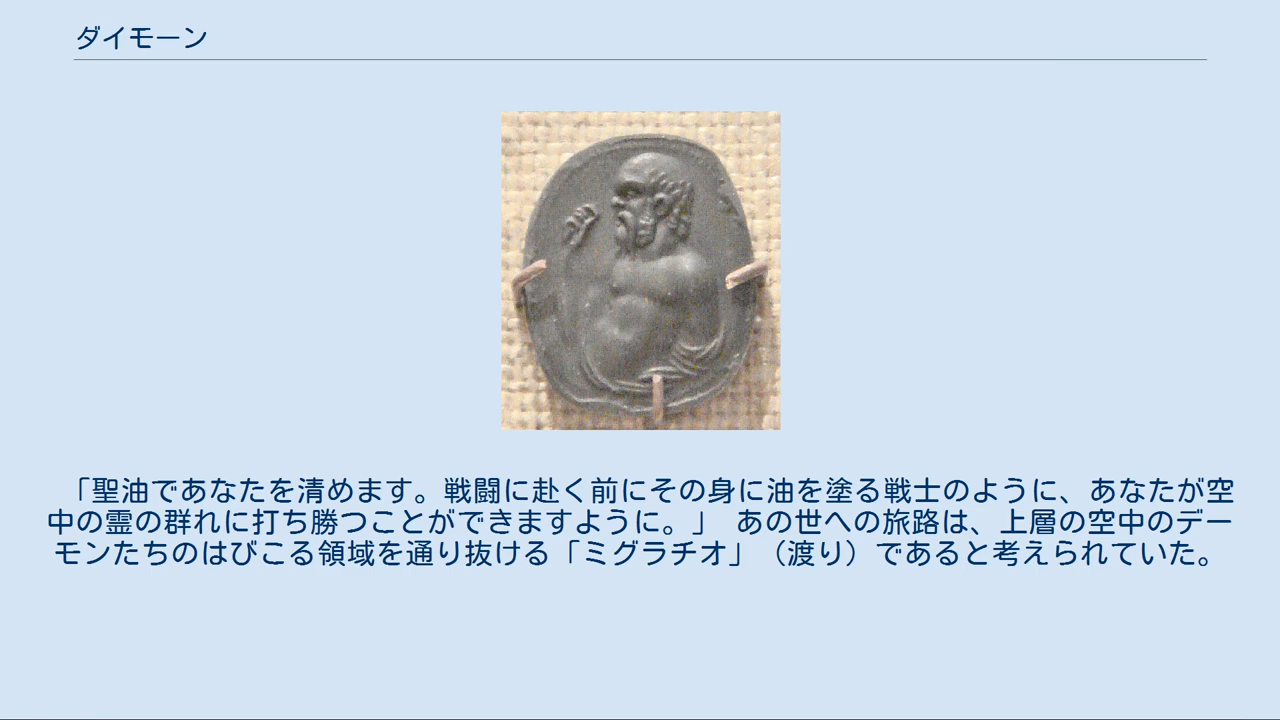 ダイモーン
「聖油であなたを清めます。戦闘に赴く前にその身に油を塗る戦士のように、あなたが空
中の霊の群れに打ち勝つことができますように。」 あの世への旅路は、上層の空中のデー
モンたちのはびこる領域を通り抜ける「ミグラチオ」（渡り）であると考えられていた。